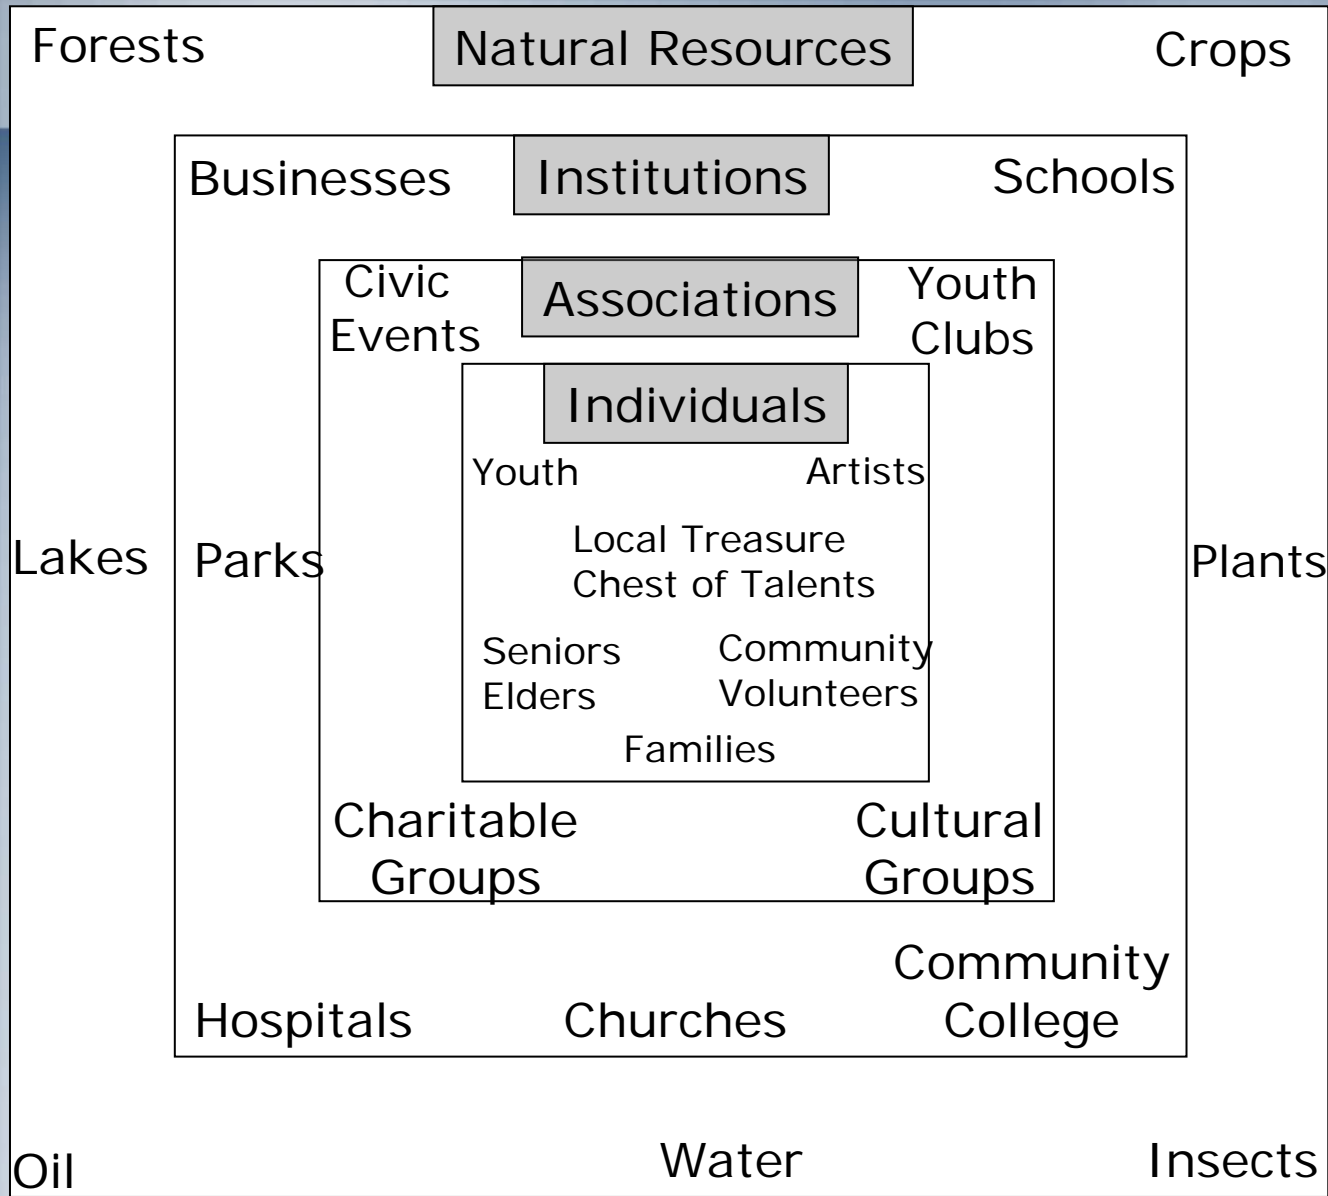 Forests
Natural Resources
Crops
Businesses
Institutions
Schools
Civic
Events
Associations
Youth
Clubs
Individuals
Youth
Artists
Local Treasure
Chest of Talents
Lakes
Parks
Plants
Seniors
Elders
Community
Volunteers
Families
Charitable
Groups
Cultural
Groups
Hospitals
Churches
Community
College
Oil
Water
Insects